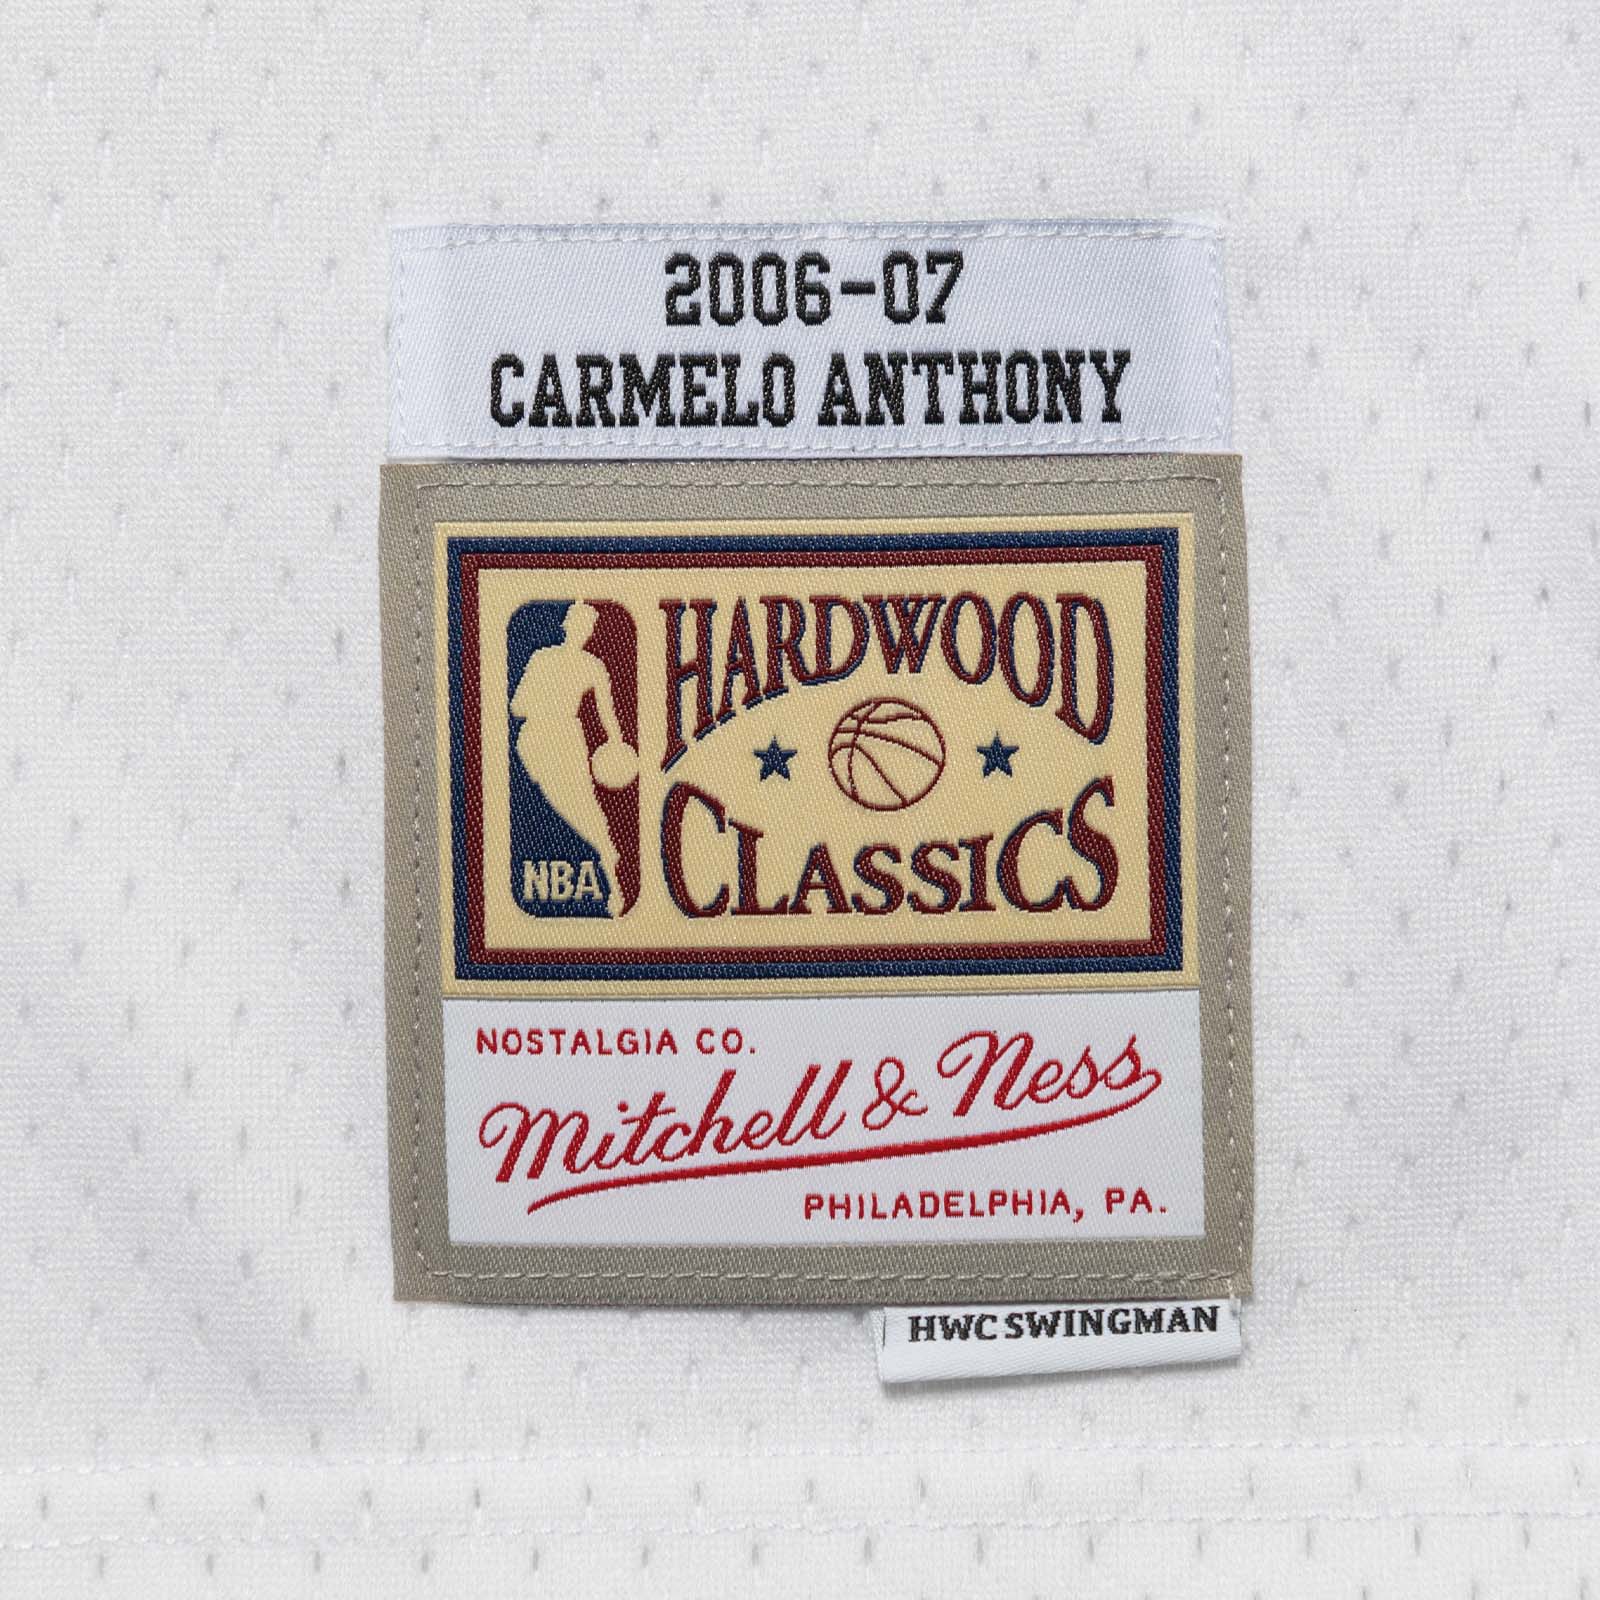 2006-07
CARMELO ANTHONY
HARDWOOD
CLASSICS
NBA
NOSTALGIA CO.
Mitchell & Ness
PHILADELPHIA, PA.
HWC SWINGMAN